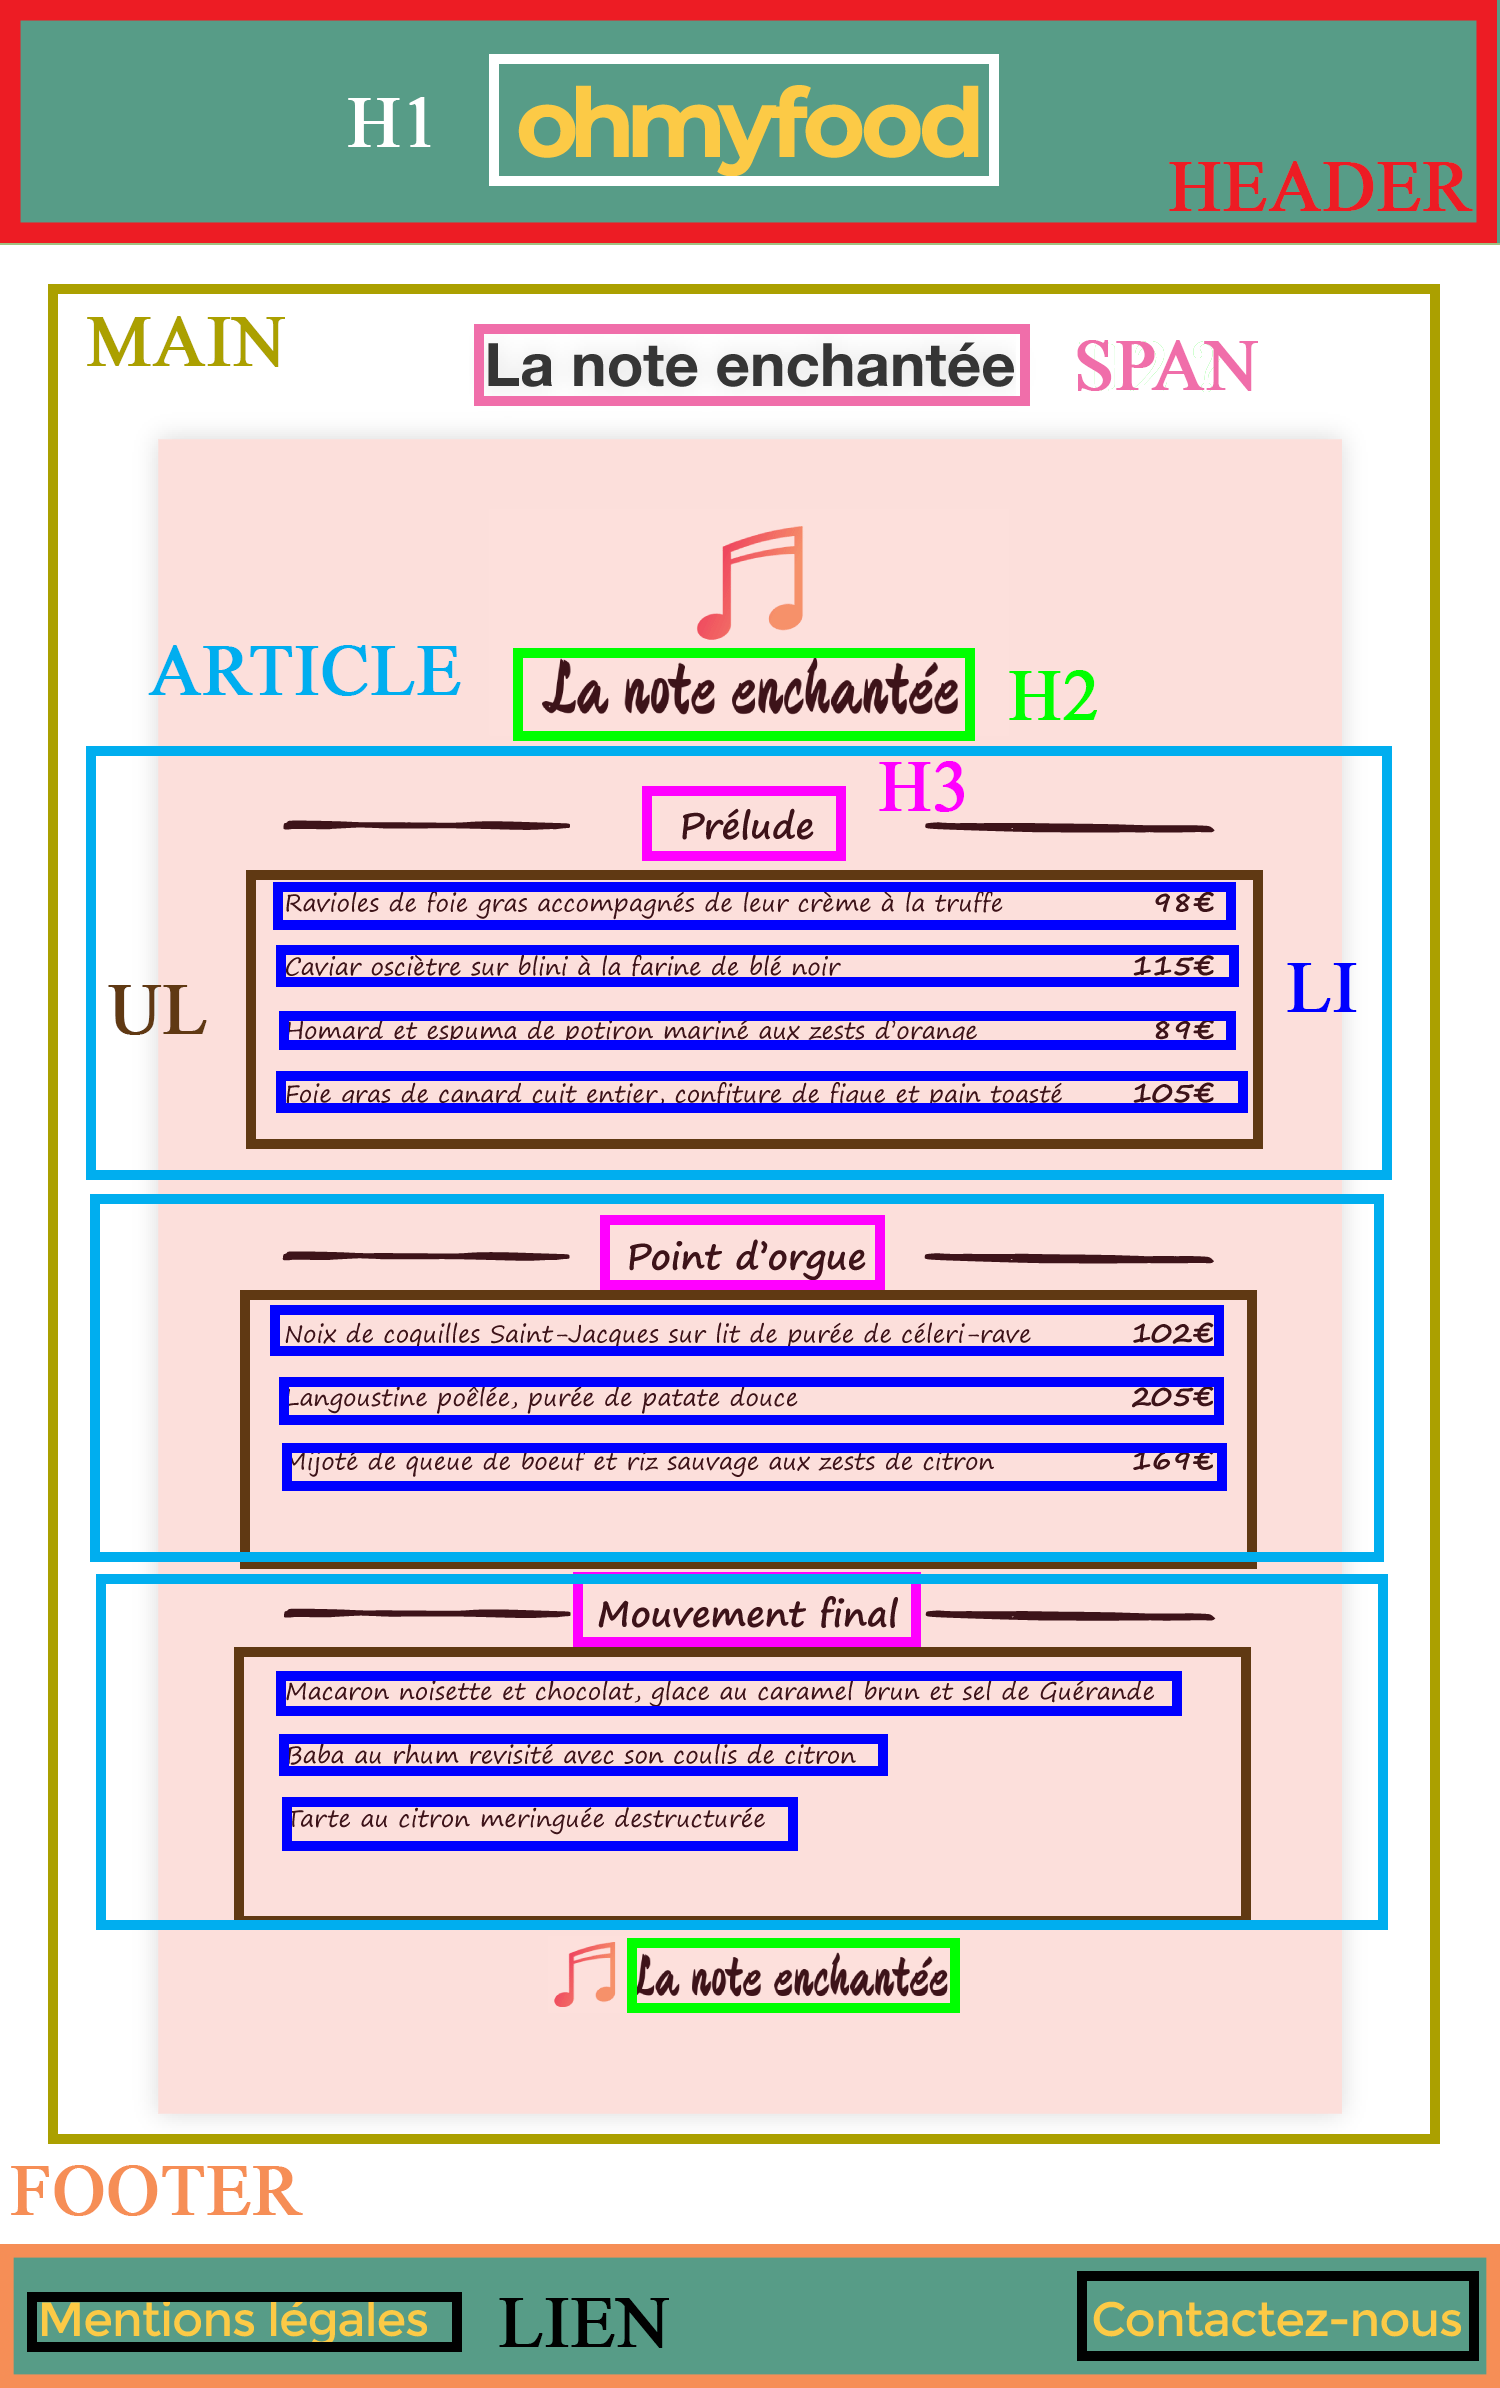 H1 ohmyfood
HEADER
MAIN
La note enchantée SPAN
ARTICLE
La note enchantée H2
H3
Prélude
Ravioles de foie gras accompagnés de leur crème à la truffe 98€
Caviar osciètre sur blini à la farine de blé noir 115€
UL
LI
Homard et espuma de potiron mariné aux zests d'orange 89€
Foie gras de canard cuit entier, confiture de figue et pain toasté 105€
Point d'orgue
Noix de coquilles Saint-Jacques sur lit de purée de céleri-rave 102€
Langoustine poêlée, purée de patate douce 205€
Mijoté de queue de boeuf et riz sauvage aux zests de citron 169€
Mouvement final
Macaron noisette et chocolat, glace au caramel brun et sel de Guérande
Baba au rhum revisité avec son coulis de citron
Tarte au citron meringuée destructurée
La note enchantée
FOOTER
Mentions légales LIEN Contactez-nous